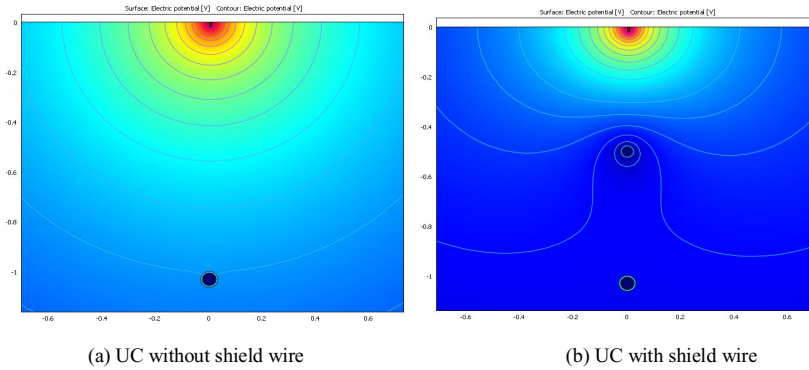 Surface: Electric potential [V] Contour: Electric potential [V]
0
-0.2
-0.4
-0.6
-0.8
-1
-0.6 -0.4 -0.2 0 0.2 0.4 0.6
(a) UC without shield wire
Surface: Electric potential [V] Contour: Electric potential [V]
0
-0.2
-0.4
-0.6
-0.8
-1
-0.6 -0.4 -0.2 0 0.2 0.4 0.6
(b) UC with shield wire